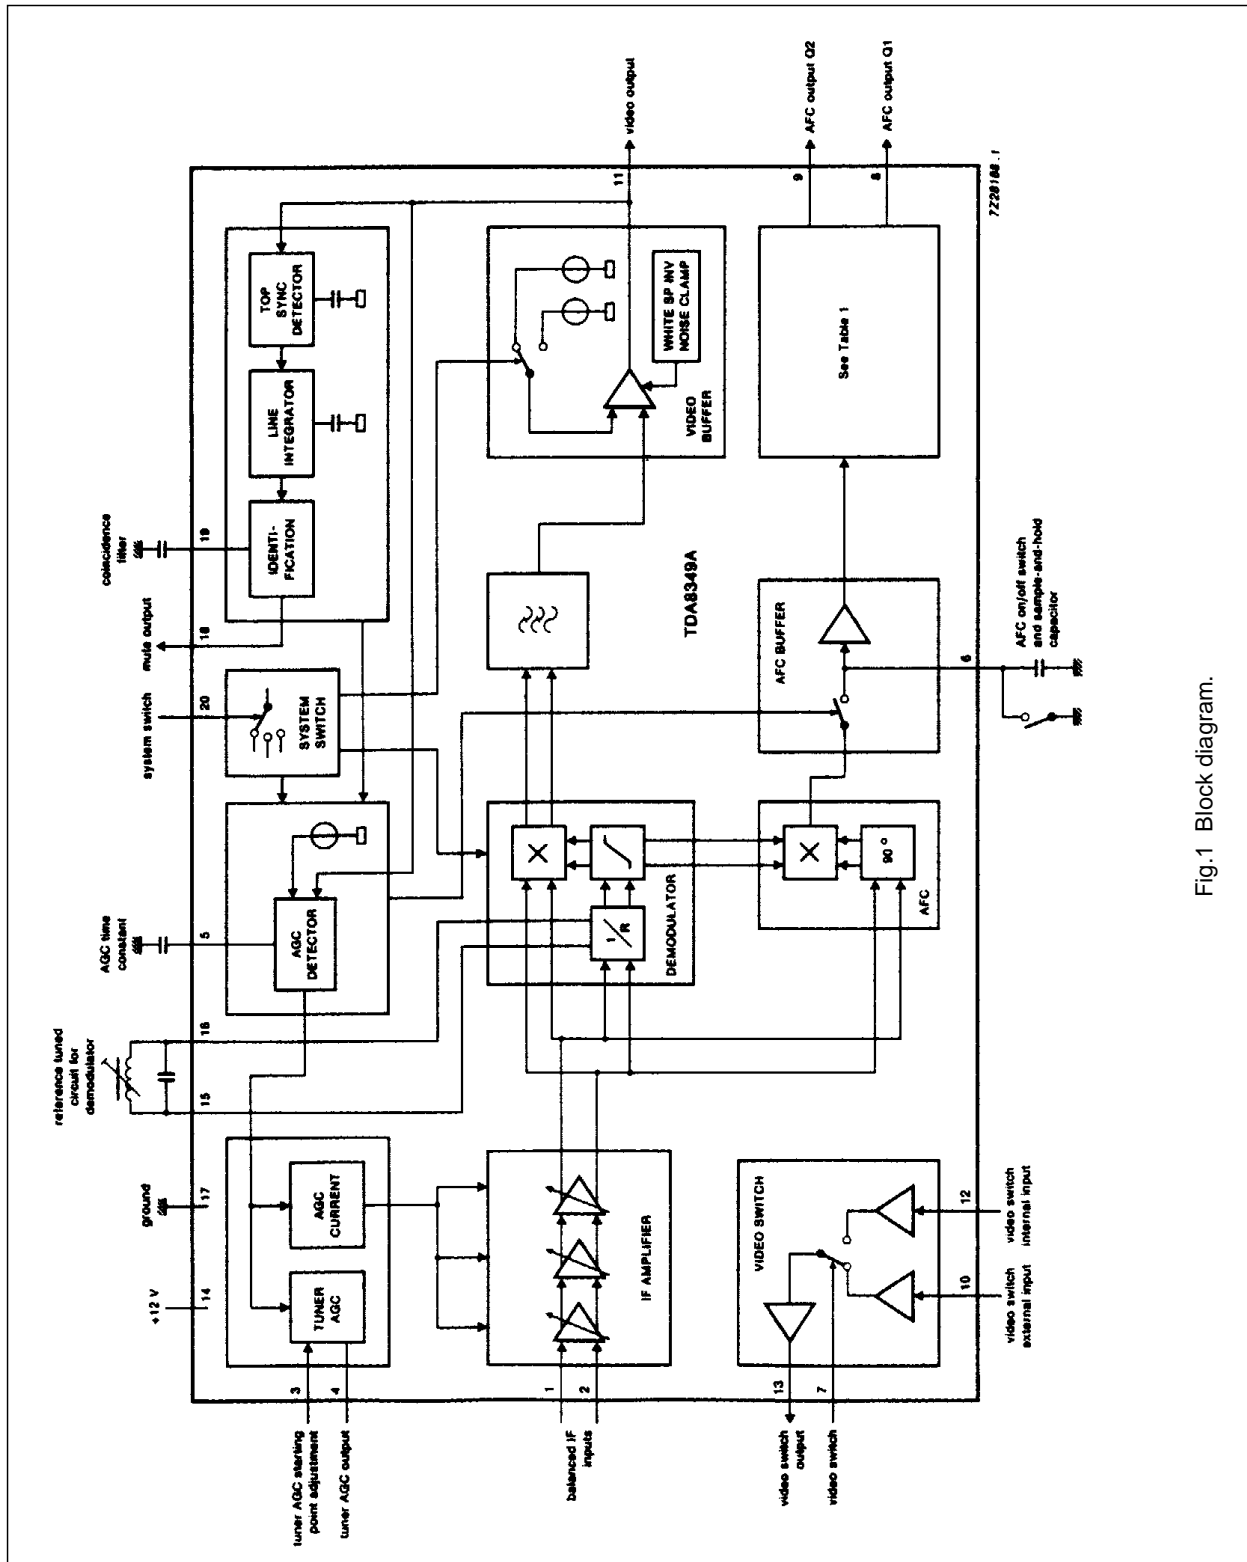 tuner AGC starting
point adjustment
3
tuner AGC output
4
+12 V
14
ground
17
TUNER
AGC
AGC
CURRENT
reference tuned
circuit for
demodulator
15
16
AGC time
constant
5
AGC
DETECTOR
system switch
20
SYSTEM
SWITCH
mute output
18
coincidence
filter
19
IDENTI-
FICATION
LINE
INTEGRATOR
TOP
SYNC
DETECTOR
balanced IF
inputs
1
2
IF AMPLIFIER
1/R
DEMODULATOR
TDA8349A
VIDEO
BUFFER
WHITE SP INV
NOISE CLAMP
11
video output
video switch
output
13
video switch
7
VIDEO SWITCH
10
video switch
external input
12
video switch
internal input
90°
AFC
AFC BUFFER
6
AFC on/off switch
and sample-and-hold
capacitor
See Table 1
9
AFC output Q2
8
AFC output Q1
7Z28188.1
Fig.1 Block diagram.